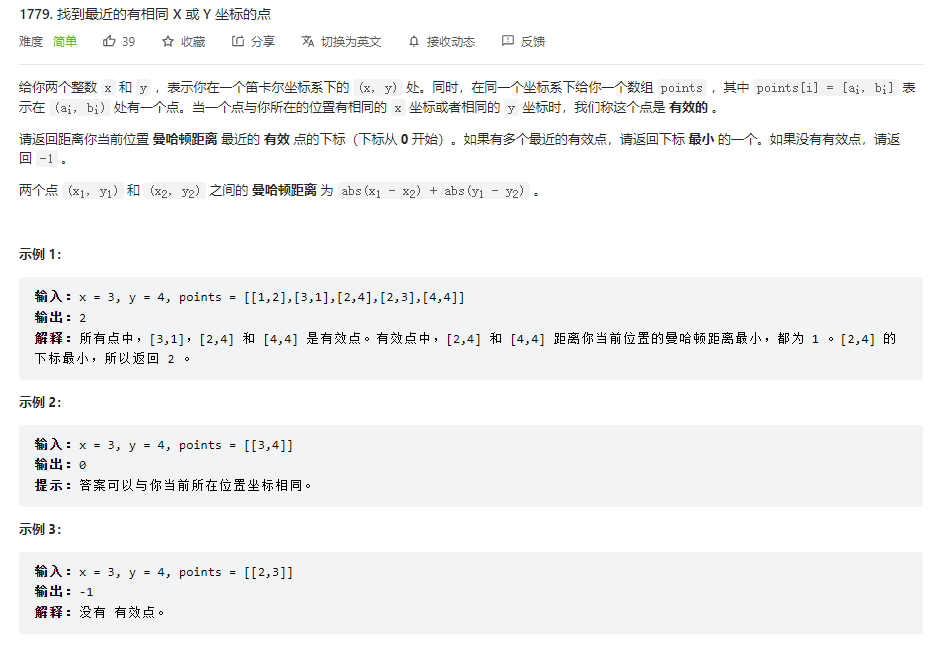 1779. 找到最近的有相同 X 或 Y 坐标的点
难度 简单 39 收藏 分享 切换为英文 接收动态 反馈
给你两个整数 x 和 y ，表示你在一个笛卡尔坐标系下的 (x, y) 处。同时，在同一个坐标系下给你一个数组 points ，其中 points[i] = [ai, bi] 表
示在 (ai, bi) 处有一个点。当一个点与你所在的位置有相同的 x 坐标或者相同的 y 坐标时，我们称这个点是 有效的 。
请返回距离你当前位置 曼哈顿距离 最近的 有效 点的下标（下标从 0 开始）。如果有多个最近的有效点，请返回下标 最小 的一个。如果没有有效点，请返
回 -1 。
两个点 (x1, y1) 和 (x2, y2) 之间的 曼哈顿距离 为 abs(x1 - x2) + abs(y1 - y2) 。
示例 1：
输入：x = 3, y = 4, points = [[1,2],[3,1],[2,4],[2,3],[4,4]]
输出：2
解释：所有点中，[3,1]，[2,4] 和 [4,4] 是有效点。有效点中，[2,4] 和 [4,4] 距离你当前位置的曼哈顿距离最小，都为 1 。[2,4] 的
下标最小，所以返回 2 。
示例 2：
输入：x = 3, y = 4, points = [[3,4]]
输出：0
提示：答案可以与你当前所在位置坐标相同。
示例 3：
输入：x = 3, y = 4, points = [[2,3]]
输出：-1
解释：没有 有效点。